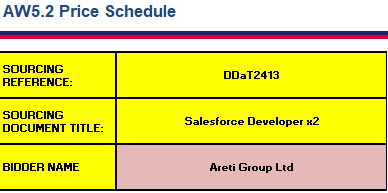 AW5.2 Price Schedule
SOURCING
REFERENCE:
DDaT2413
SOURCING
DOCUMENT TITLE:
Salesforce Developer x2
BIDDER NAME
Areti Group Ltd